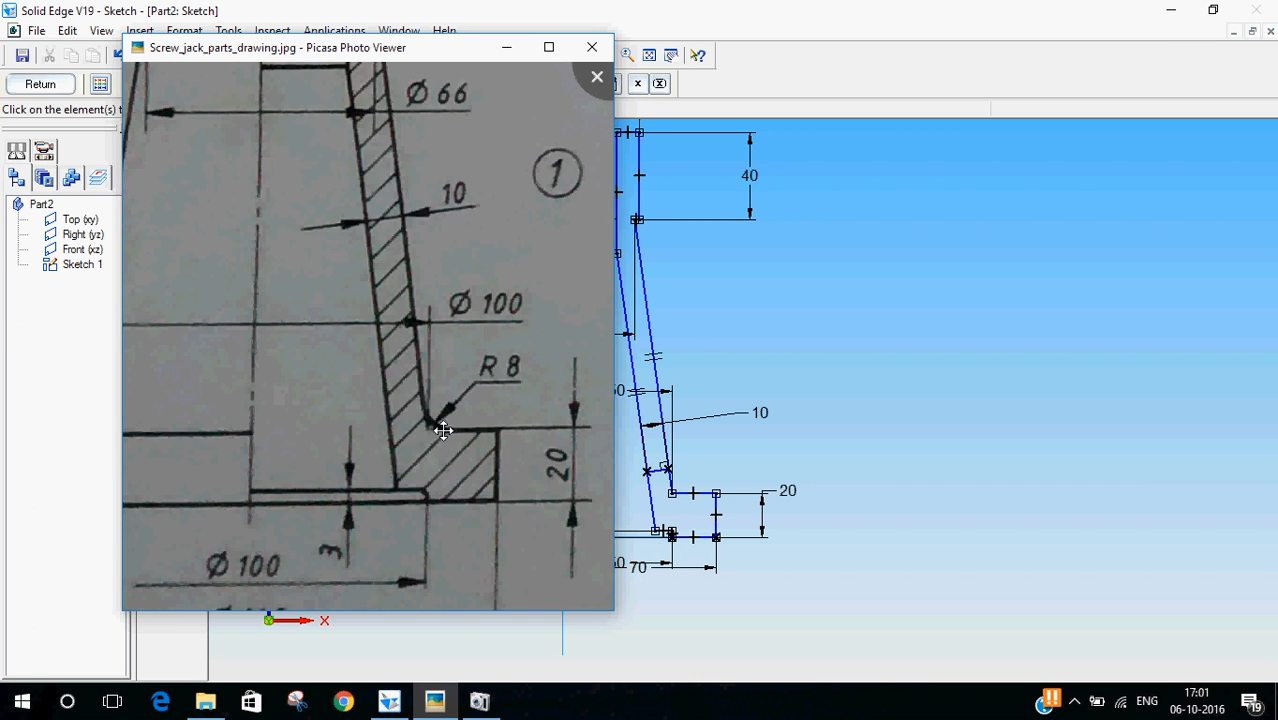 Solid Edge V19 - Sketch - [Part2: Sketch]
File Edit View Insert Format Tools Inspect Applications Window Help
Screw_jack_parts_drawing.jpg - Picasa Photo Viewer
Return
Click on the element(s) t
Part2
Top (xy)
Right (yz)
Front (xz)
Sketch 1
Ø 66
1
10
Ø 100
R 8
20
3
Ø 100
40
50
10
20
70
X
ENG
17:01
06-10-2016
19